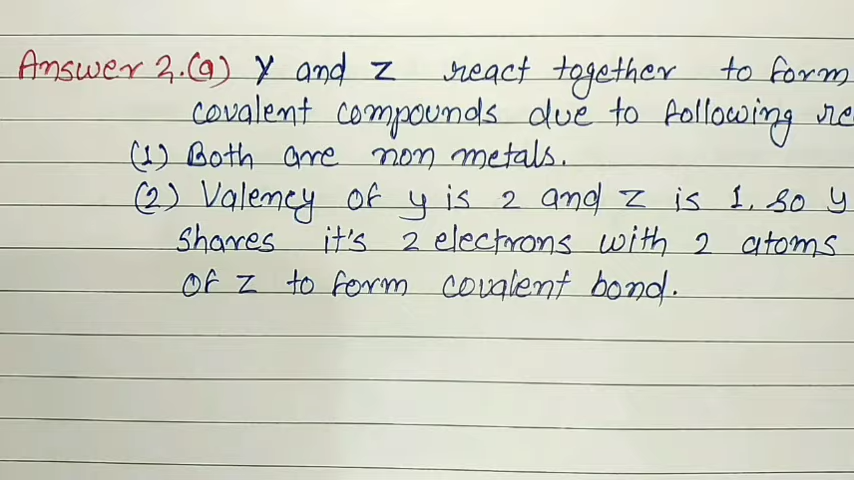 Answer 2.(a) Y and Z react together to form
covalent compounds due to following re
(1) Both are non metals.
(2) Valency of y is 2 and Z is 1. so y
shares it's 2 electrons with 2 atoms
of Z to form covalent bond.